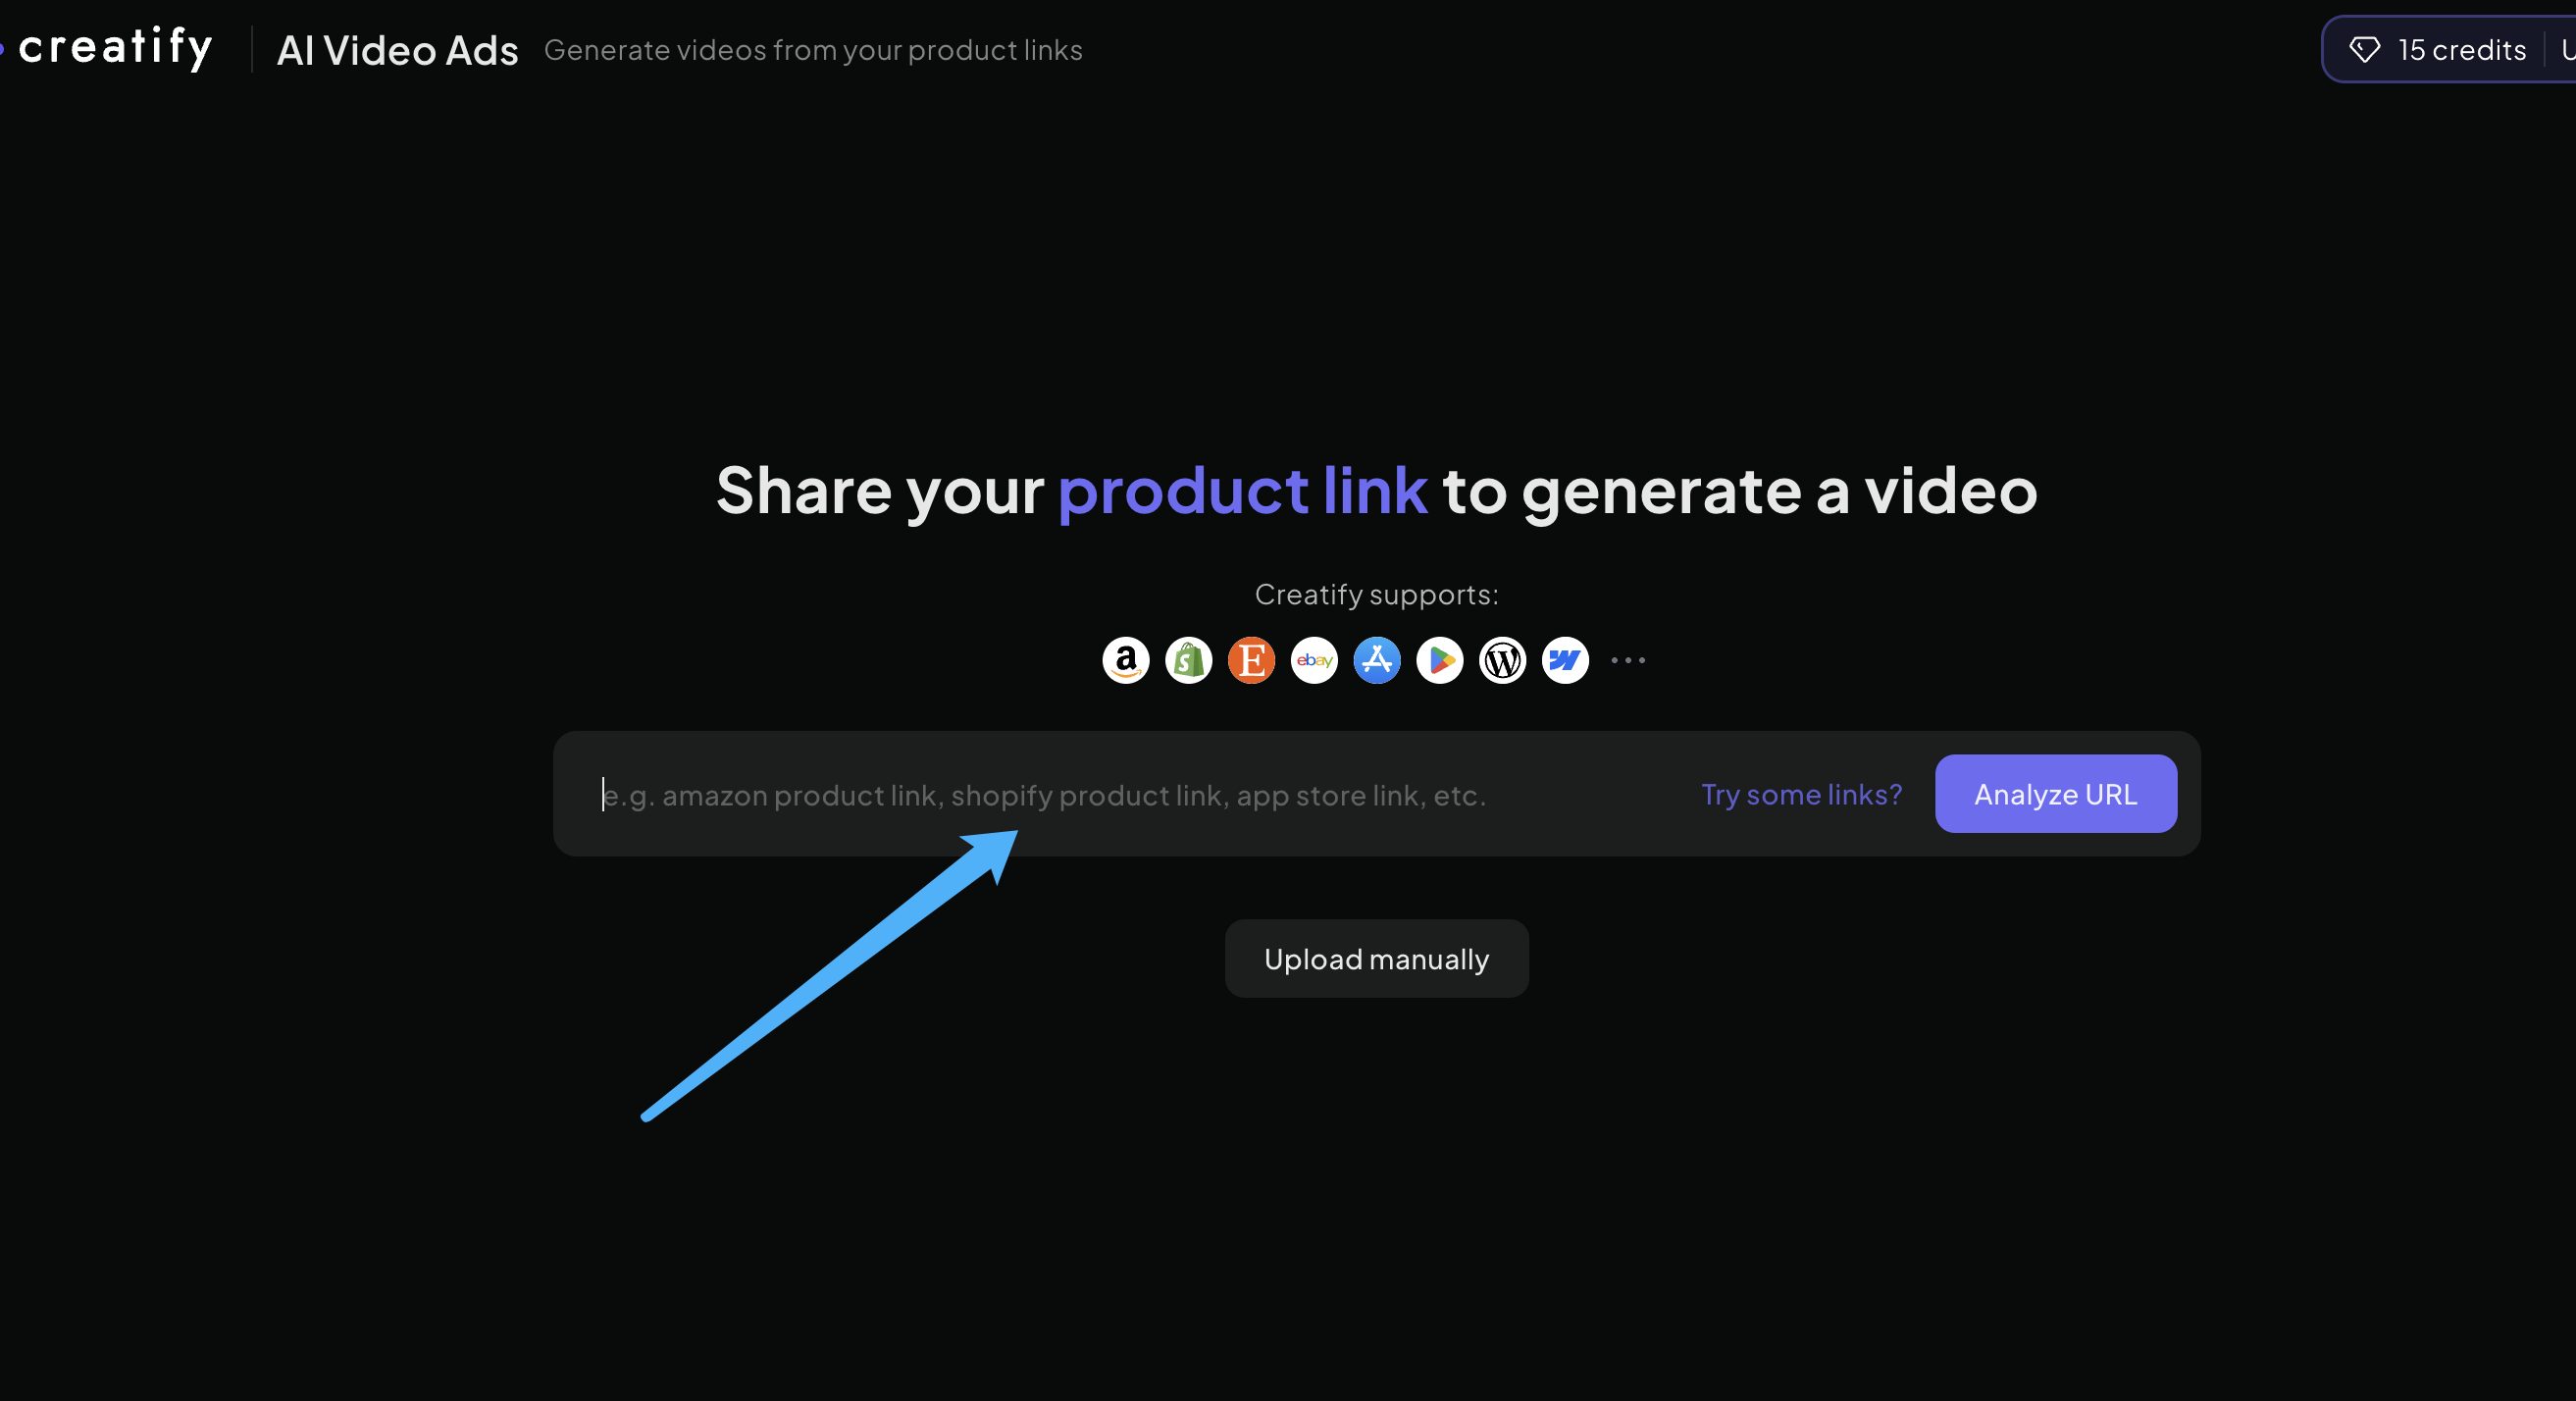 creatify AI Video Ads Generate videos from your product links 15 credits
Share your product link to generate a video
Creatify supports:
ebay
e.g. amazon product link, shopify product link, app store link, etc. Try some links? Analyze URL
Upload manually